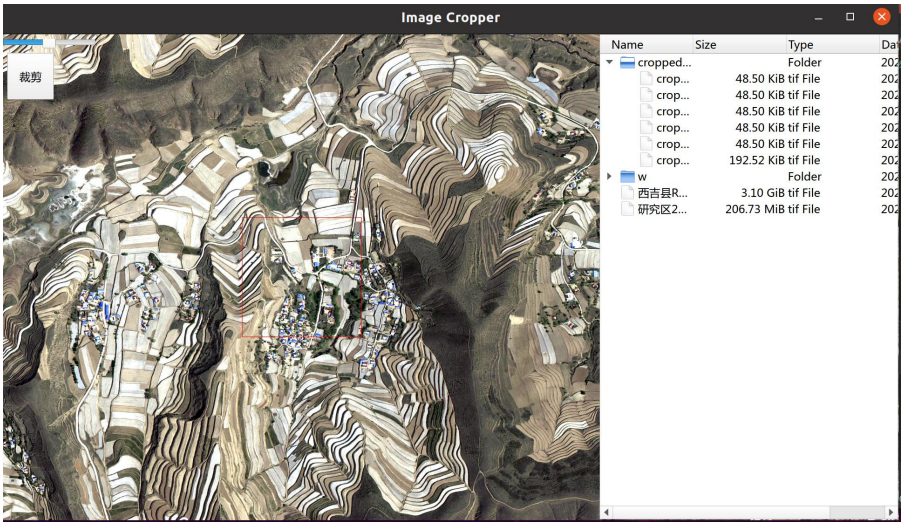 Image Cropper
裁剪
Name Size Type Dat
cropped... Folder 202
crop... 48.50 KiB tif File 202
crop... 48.50 KiB tif File 202
crop... 48.50 KiB tif File 202
crop... 48.50 KiB tif File 202
crop... 48.50 KiB tif File 202
crop... 192.52 KiB tif File 202
w Folder 202
西吉县R... 3.10 GiB tif File 202
研究区2... 206.73 MiB tif File 202